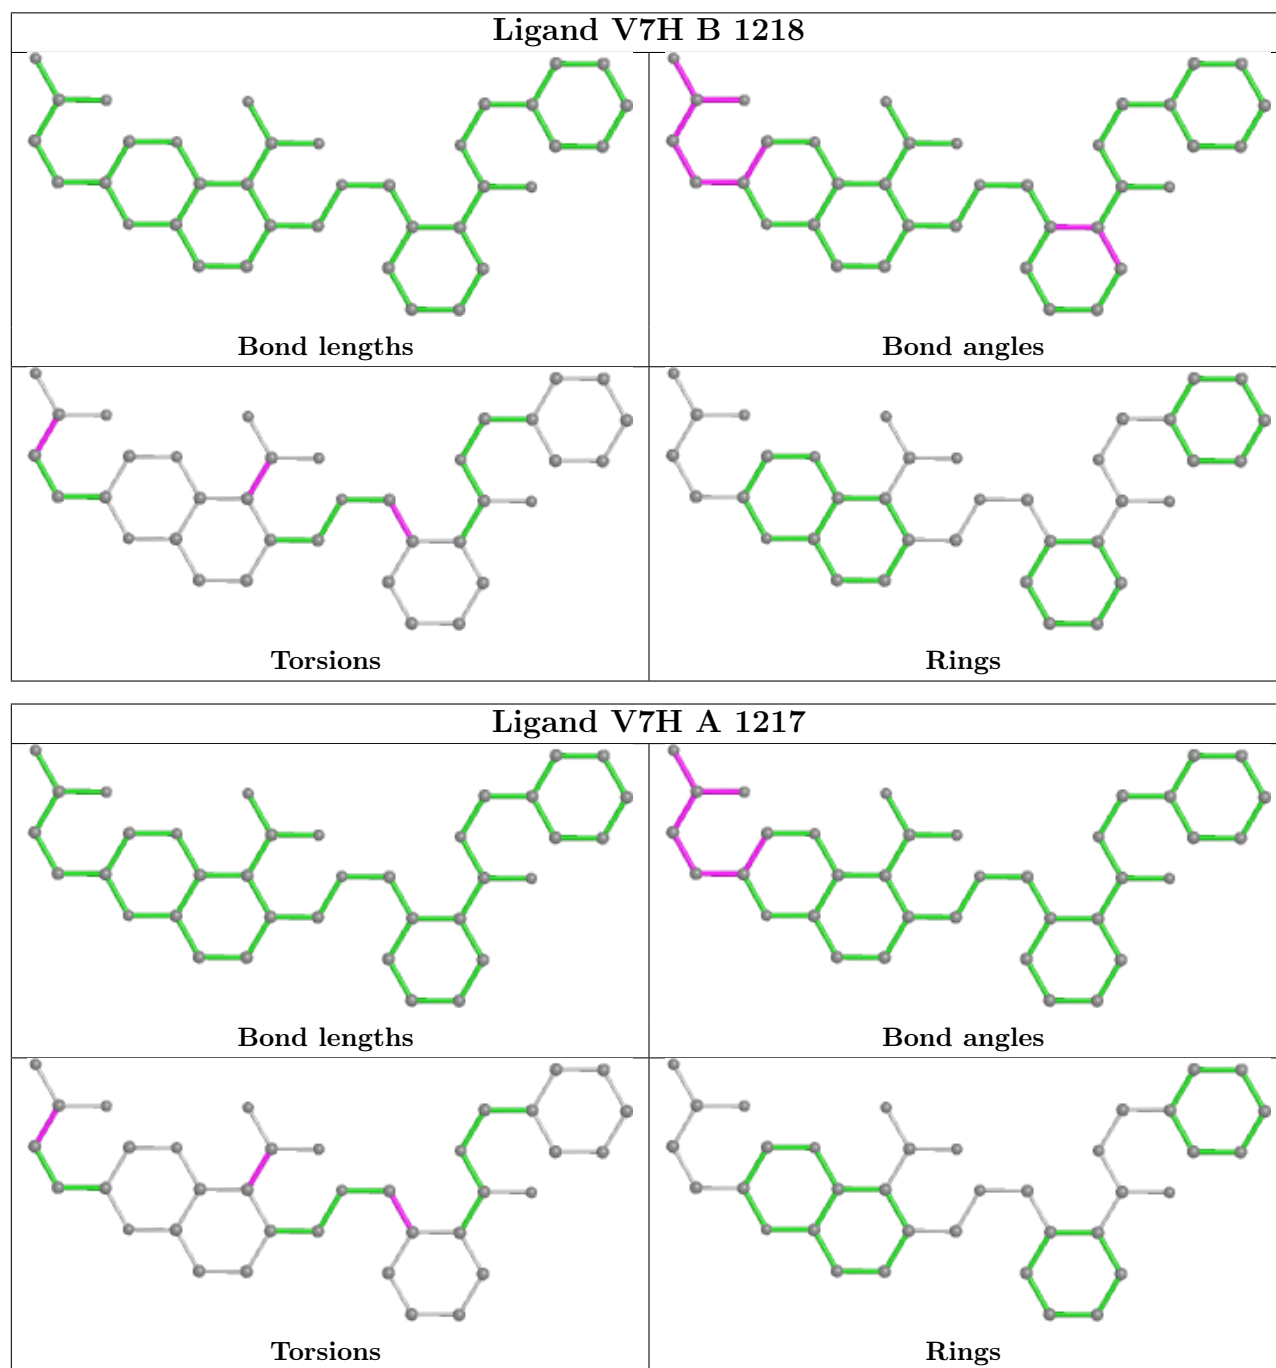 Ligand V7H B 1218
Bond lengths
Bond angles
Torsions
Rings
Ligand V7H A 1217
Bond lengths
Bond angles
Torsions
Rings